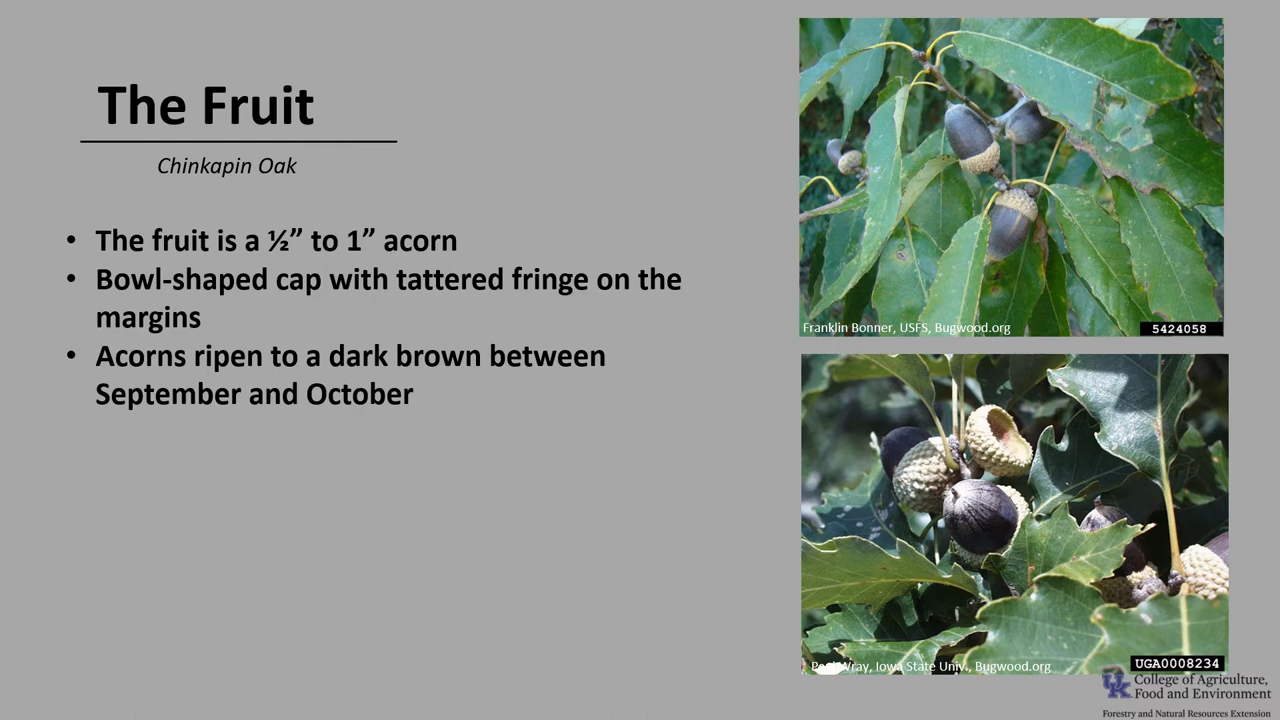 The Fruit
Chinkapin Oak
• The fruit is a ½” to 1” acorn
• Bowl-shaped cap with tattered fringe on the
margins
• Acorns ripen to a dark brown between
September and October
Franklin Bonner, USFS, Bugwood.org
5424058
Wray, Iowa State Univ., Bugwood.org
UGA0008234
UK
College of Agriculture,
Food and Environment
Forestry and Natural Resources Extension